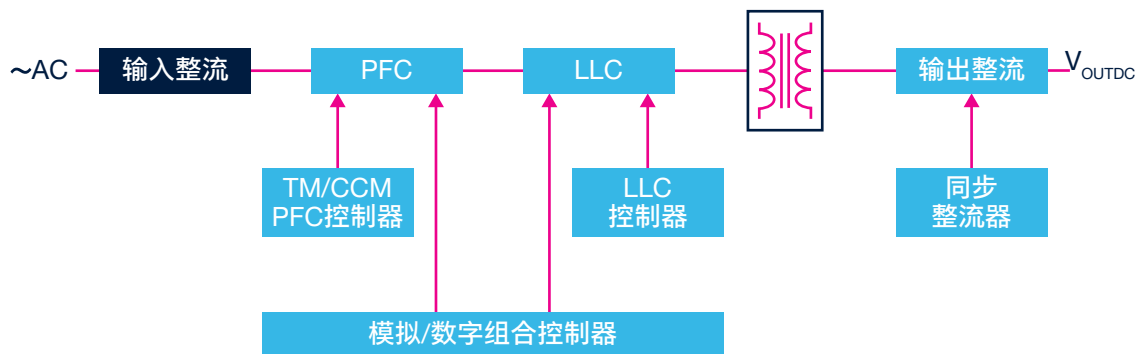 ~AC
输入整流
PFC
LLC
输出整流
VOUTDC
TM/CCM
PFC控制器
LLC
控制器
同步
整流器
模拟/数字组合控制器